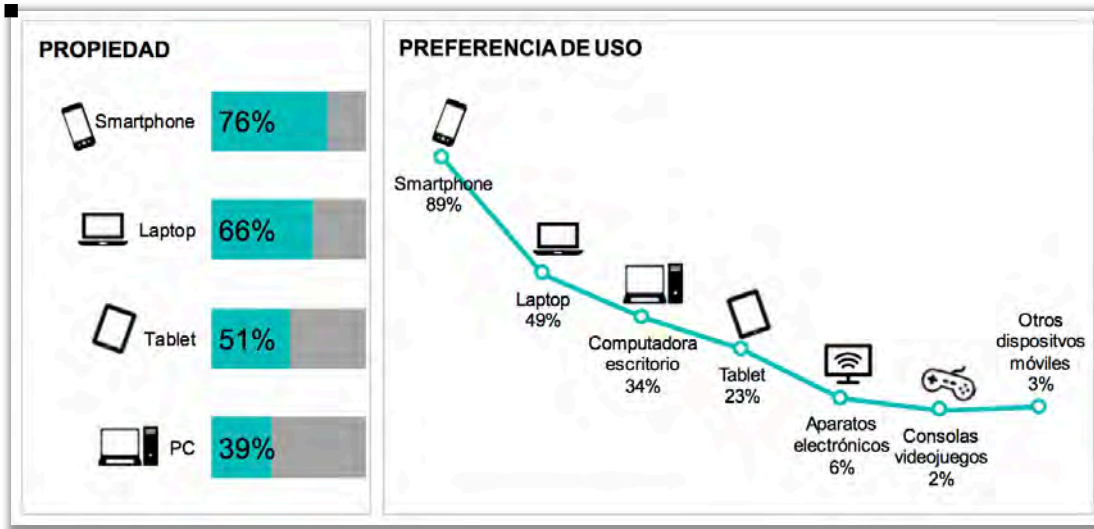 PROPIEDAD
Smartphone 76%
Laptop 66%
Tablet 51%
PC 39%
PREFERENCIA DE USO
Smartphone
89%
Laptop
49%
Computadora
escritorio
34%
Tablet
23%
Aparatos
electrónicos
6%
Consolas
videojuegos
2%
Otros
dispositvos
móviles
3%